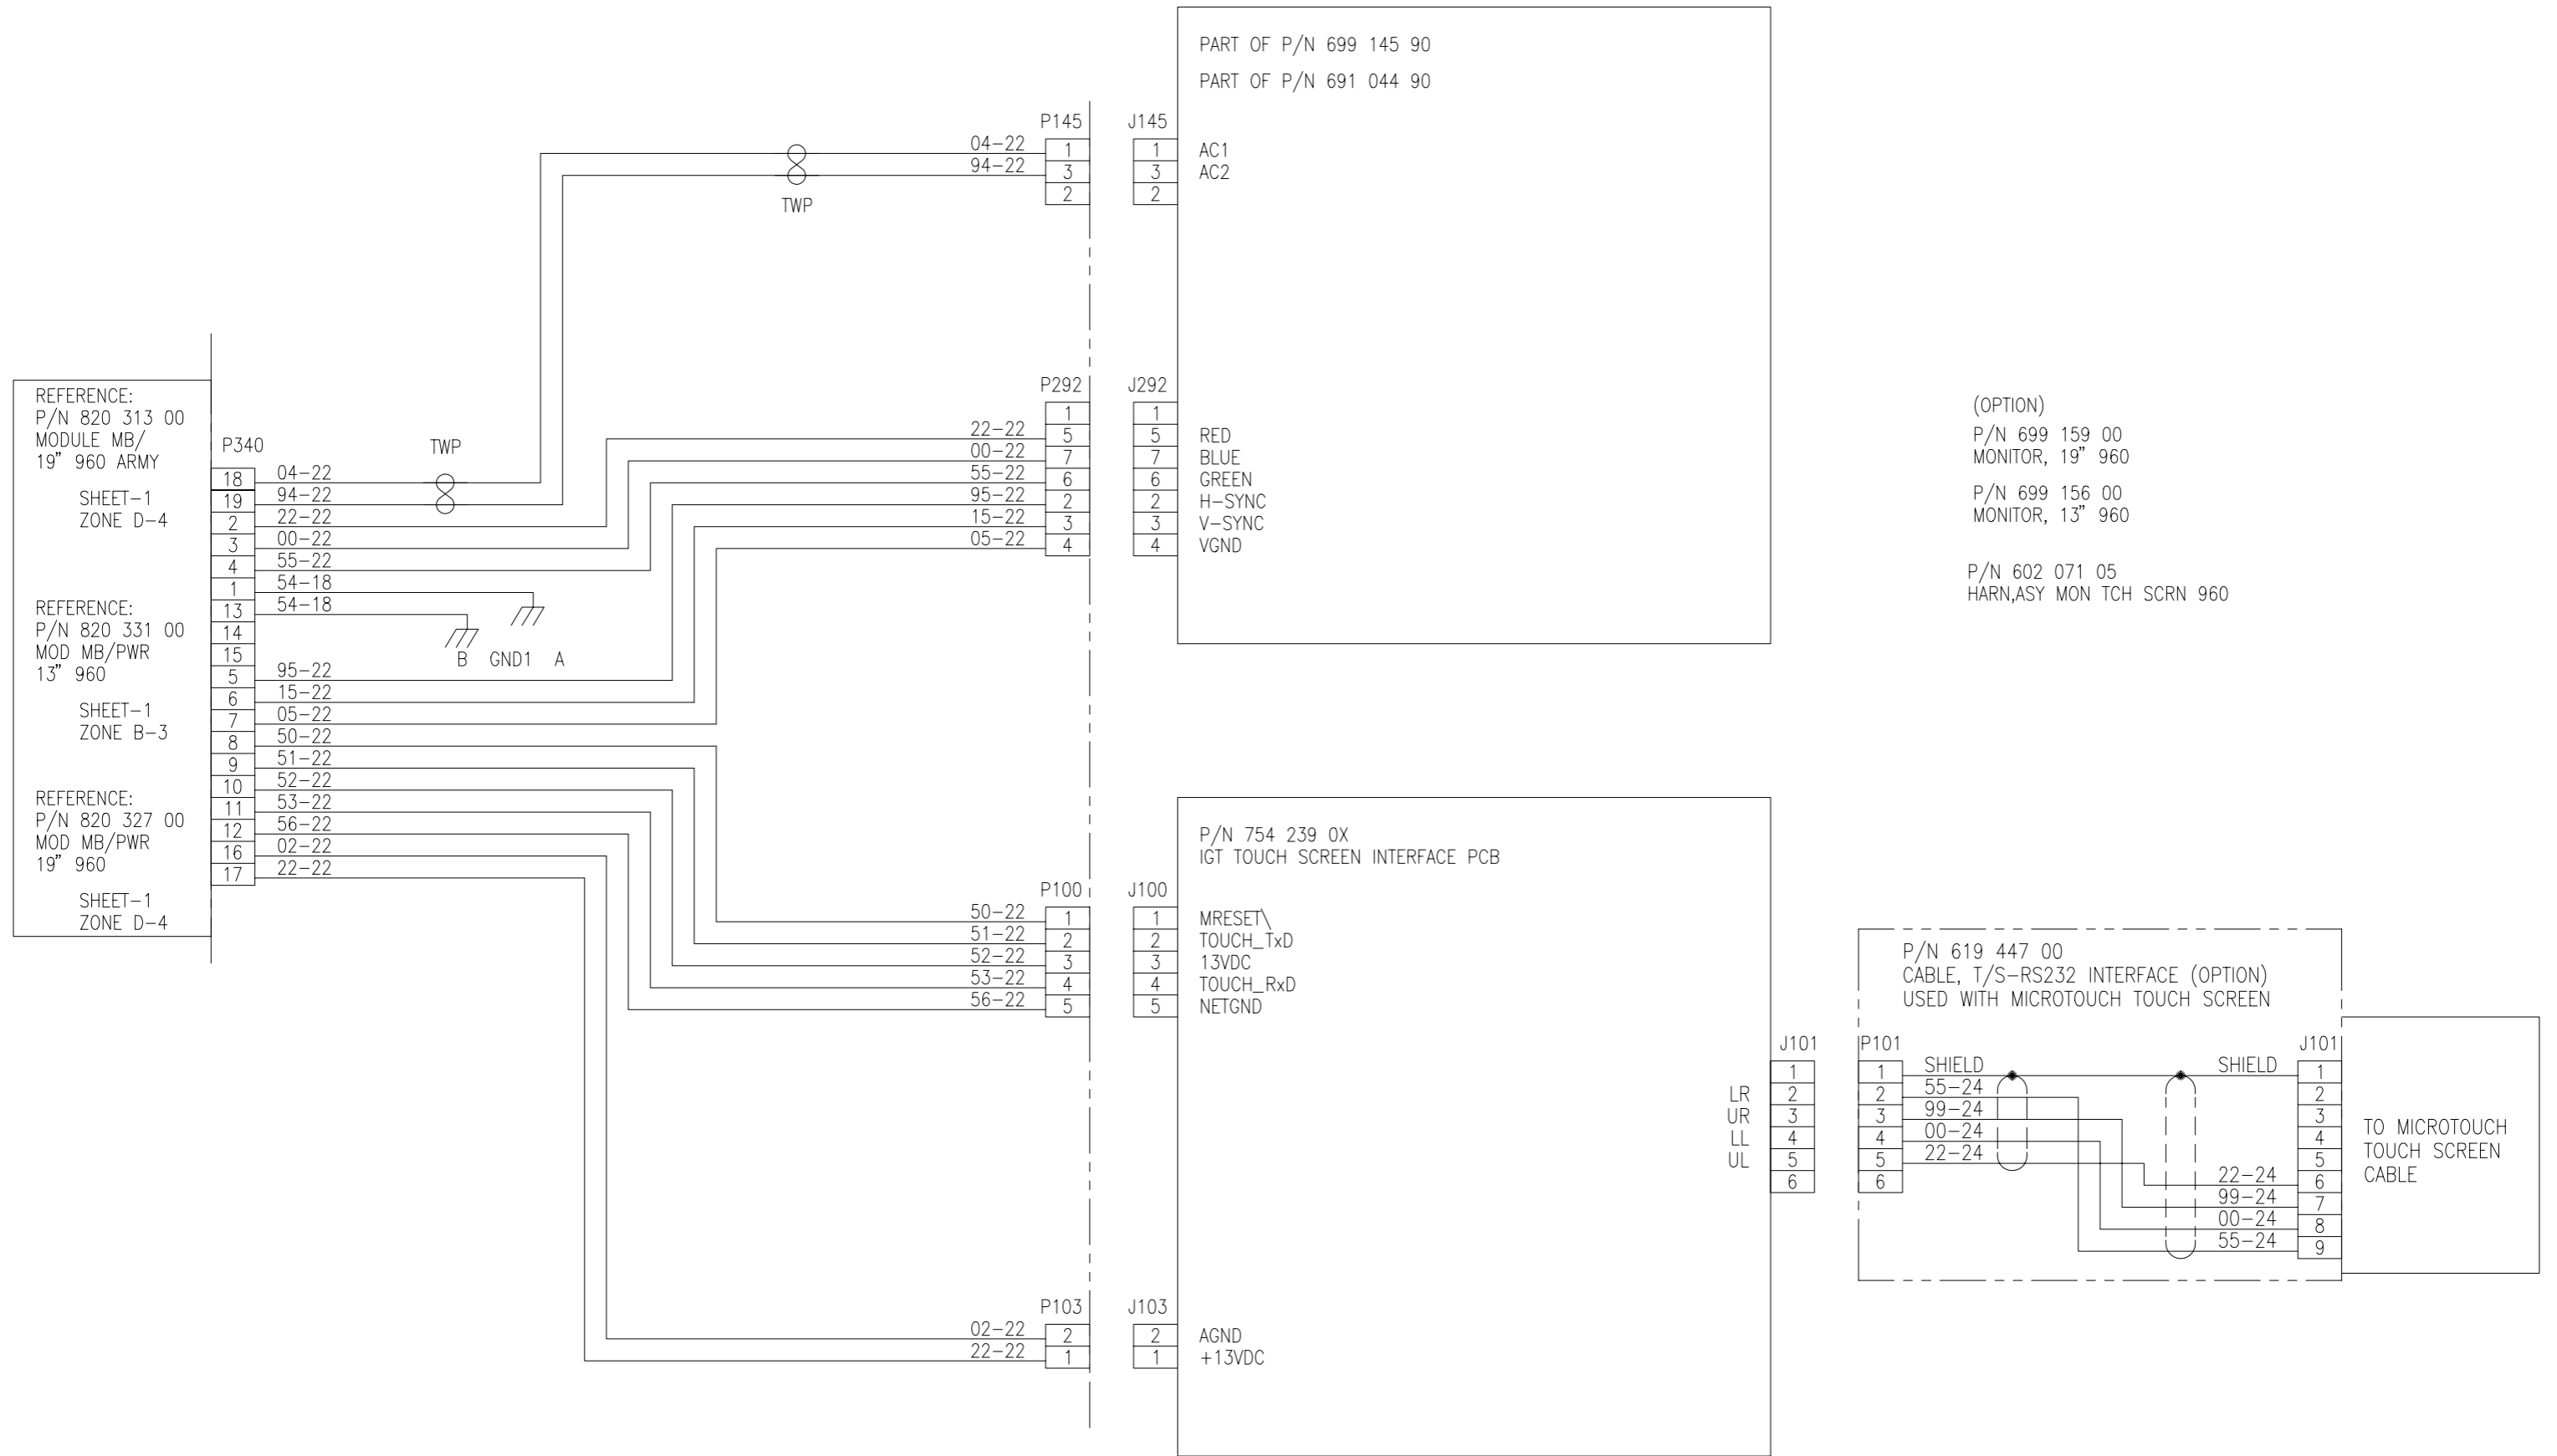 PART OF P/N 699 145 90
PART OF P/N 691 044 90
P145
04-22 1
94-22 3
2
J145
1 AC1
3 AC2
2
TWP
P292
1
22-22 5
00-22 7
55-22 6
95-22 2
15-22 3
05-22 4
J292
1
5 RED
7 BLUE
6 GREEN
2 H-SYNC
3 V-SYNC
4 VGND
(OPTION)
P/N 699 159 00
MONITOR, 19" 960
P/N 699 156 00
MONITOR, 13" 960
P/N 602 071 05
HARN,ASY MON TCH SCRN 960
REFERENCE:
P/N 820 313 00
MODULE MB/
19" 960 ARMY
SHEET-1
ZONE D-4
REFERENCE:
P/N 820 331 00
MOD MB/PWR
13" 960
SHEET-1
ZONE B-3
REFERENCE:
P/N 820 327 00
MOD MB/PWR
19" 960
SHEET-1
ZONE D-4
P340
TWP
18 04-22
19 94-22
2 22-22
3 00-22
4 55-22
1 54-18
13 54-18
14
15
5 95-22
6 15-22
7 05-22
8 50-22
9 51-22
10 52-22
11 53-22
12 56-22
16 02-22
17 22-22
B GND1 A
P/N 754 239 0X
IGT TOUCH SCREEN INTERFACE PCB
P100
50-22 1
51-22 2
52-22 3
53-22 4
56-22 5
J100
1 MRESET\
2 TOUCH_TxD
3 13VDC
4 TOUCH_RxD
5 NETGND
P103
02-22 2
22-22 1
J103
2 AGND
1 +13VDC
J101
1
LR 2
UR 3
LL 4
UL 5
6
P/N 619 447 00
CABLE, T/S-RS232 INTERFACE (OPTION)
USED WITH MICROTOUCH TOUCH SCREEN
P101
1 SHIELD
2 55-24
3 99-24
4 00-24
5 22-24
6
J101
SHIELD 1
2
3
4
5
22-24 6
99-24 7
00-24 8
55-24 9
TO MICROTOUCH
TOUCH SCREEN
CABLE